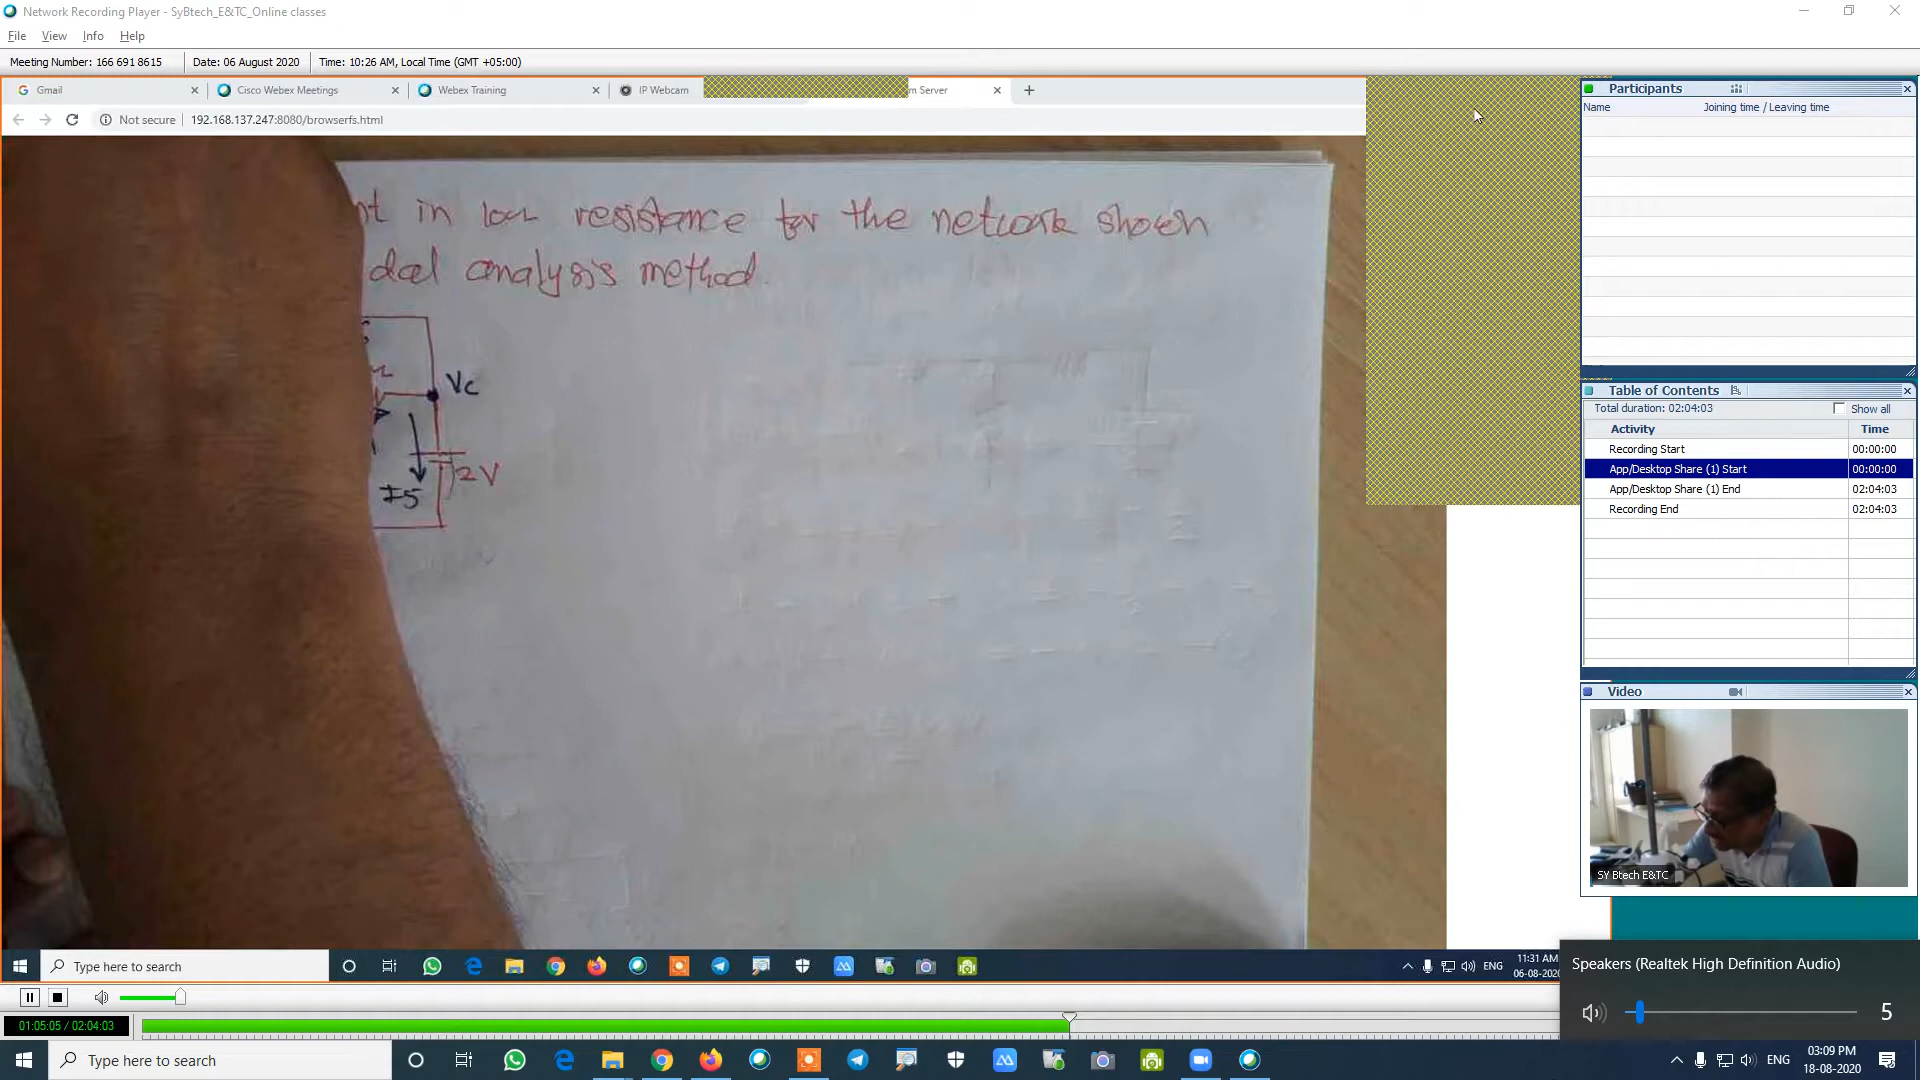 Network Recording Player - SyBtech_E&TC_Online classes
File View Info Help
Meeting Number: 166 691 8615 Date: 06 August 2020 Time: 10:26 AM, Local Time (GMT +05:00)
Gmail Cisco Webex Meetings Webex Training IP Webcam m Server
Not secure 192.168.137.247:8080/browserfs.html
nt in resistance for the network shown
dal analysis method.
Vc
2V
I5
Participants
Name Joining time / Leaving time
Table of Contents
Total duration: 02:04:03 Show all
Activity Time
Recording Start 00:00:00
App/Desktop Share (1) Start 00:00:00
App/Desktop Share (1) End 02:04:03
Recording End 02:04:03
Video
SY Btech E&TC
Type here to search ENG 11:31 AM
06-08-2020
Speakers (Realtek High Definition Audio)
5
01:05:05 / 02:04:03
Type here to search ENG 03:09 PM
18-08-2020